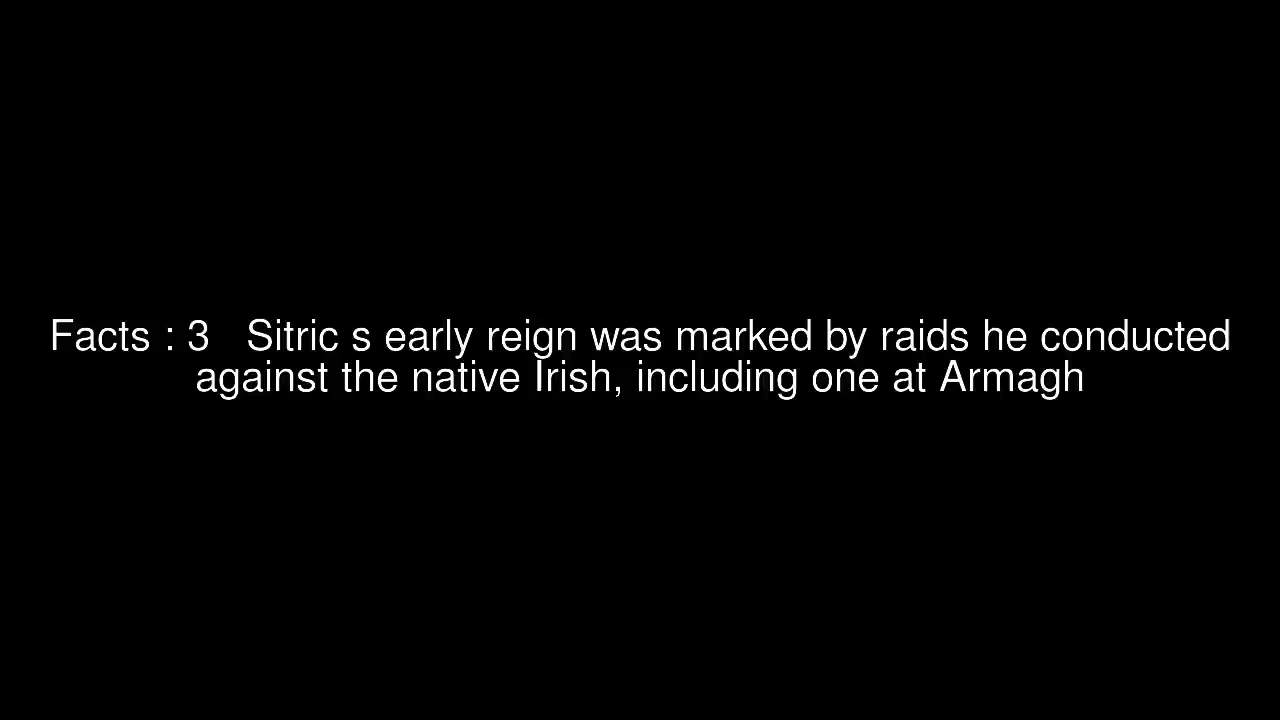 Facts : 3 Sitric s early reign was marked by raids he conducted
against the native Irish, including one at Armagh